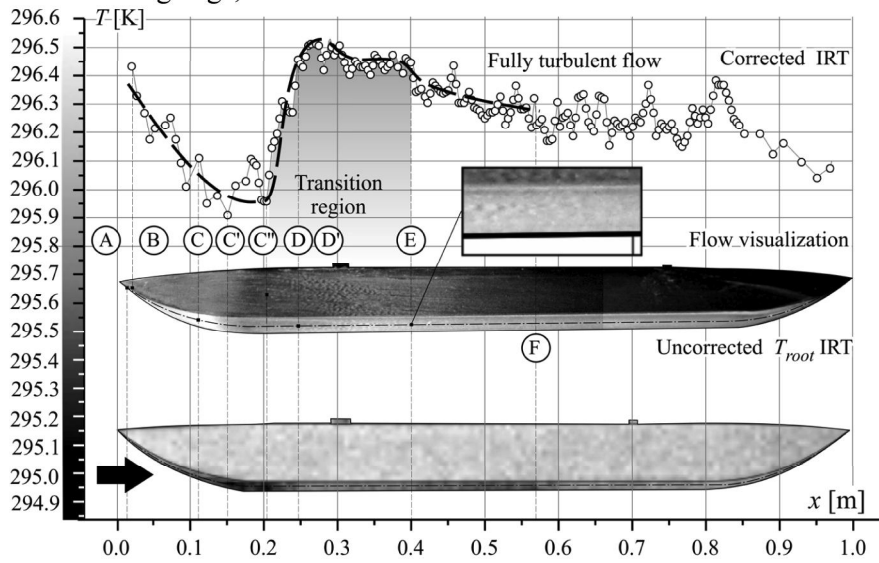 T [K]
296.6
296.5
296.4
296.3
296.2
296.1
296.0
295.9
295.8
295.7
295.6
295.5
295.4
295.3
295.2
295.1
295.0
294.9
Fully turbulent flow
Corrected IRT
Transition
region
A B C C' C" D D' E
Flow visualization
F
Uncorrected T_root IRT
x [m]
0.0 0.1 0.2 0.3 0.4 0.5 0.6 0.7 0.8 0.9 1.0